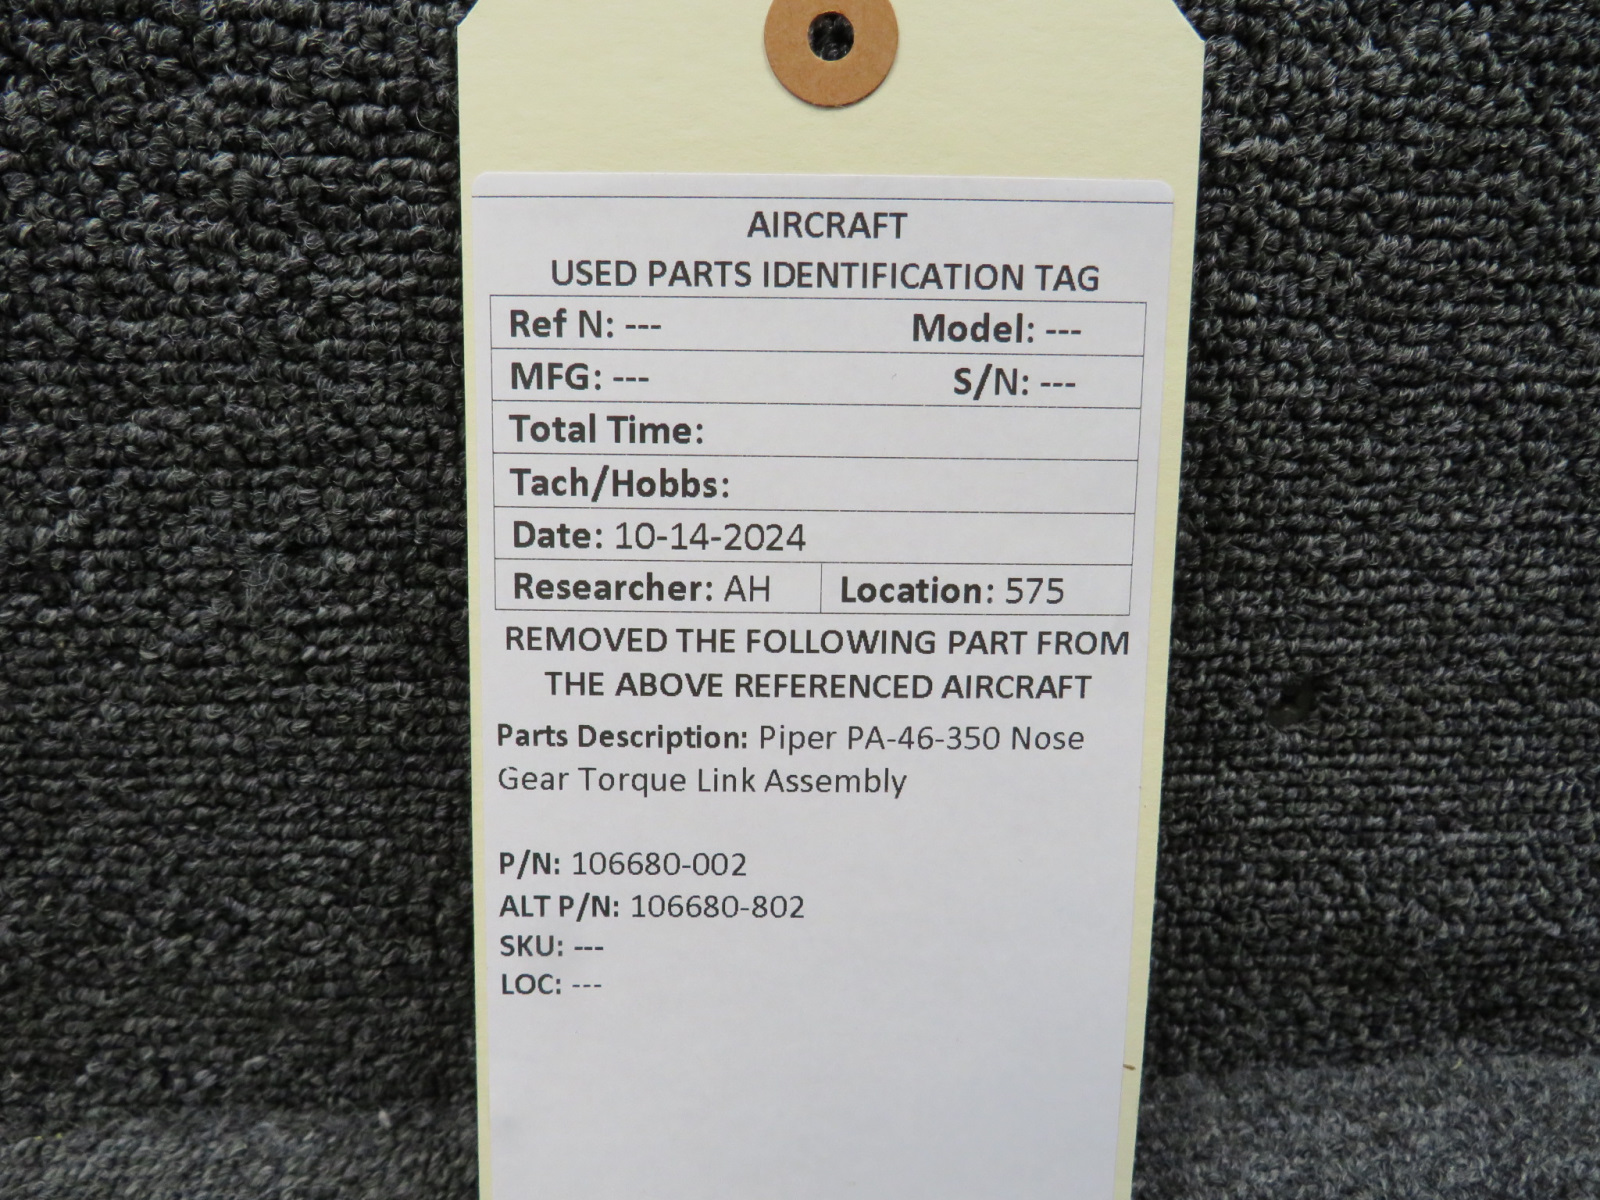 AIRCRAFT
USED PARTS IDENTIFICATION TAG
Ref N: --- Model: ---
MFG: --- S/N: ---
Total Time:
Tach/Hobbs:
Date: 10-14-2024
Researcher: AH Location: 575
REMOVED THE FOLLOWING PART FROM
THE ABOVE REFERENCED AIRCRAFT
Parts Description: Piper PA-46-350 Nose
Gear Torque Link Assembly
P/N: 106680-002
ALT P/N: 106680-802
SKU: ---
LOC: ---